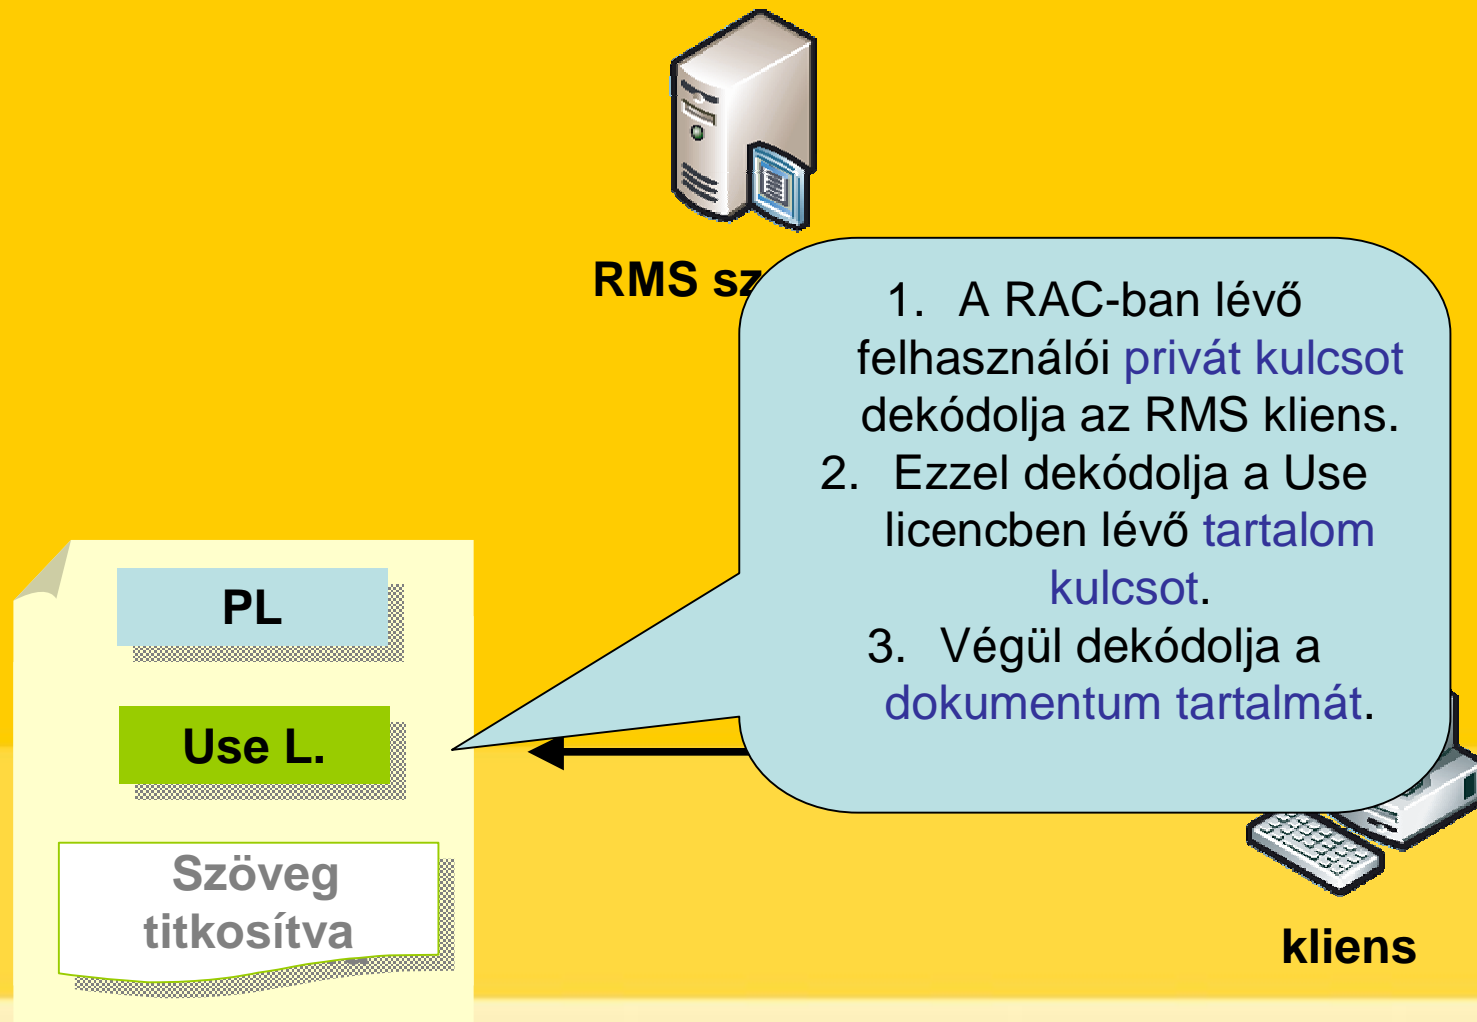 RMS sz
1. A RAC-ban lévő
felhasználói privát kulcsot
dekódolja az RMS kliens.
2. Ezzel dekódolja a Use
licencben lévő tartalom
kulcsot.
3. Végül dekódolja a
dokumentum tartalmát.
PL
Use L.
Szöveg
titkosítva
kliens